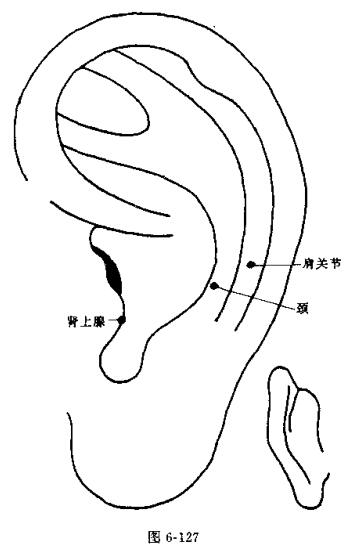 肩关节
颈
肾上腺
图 6-127